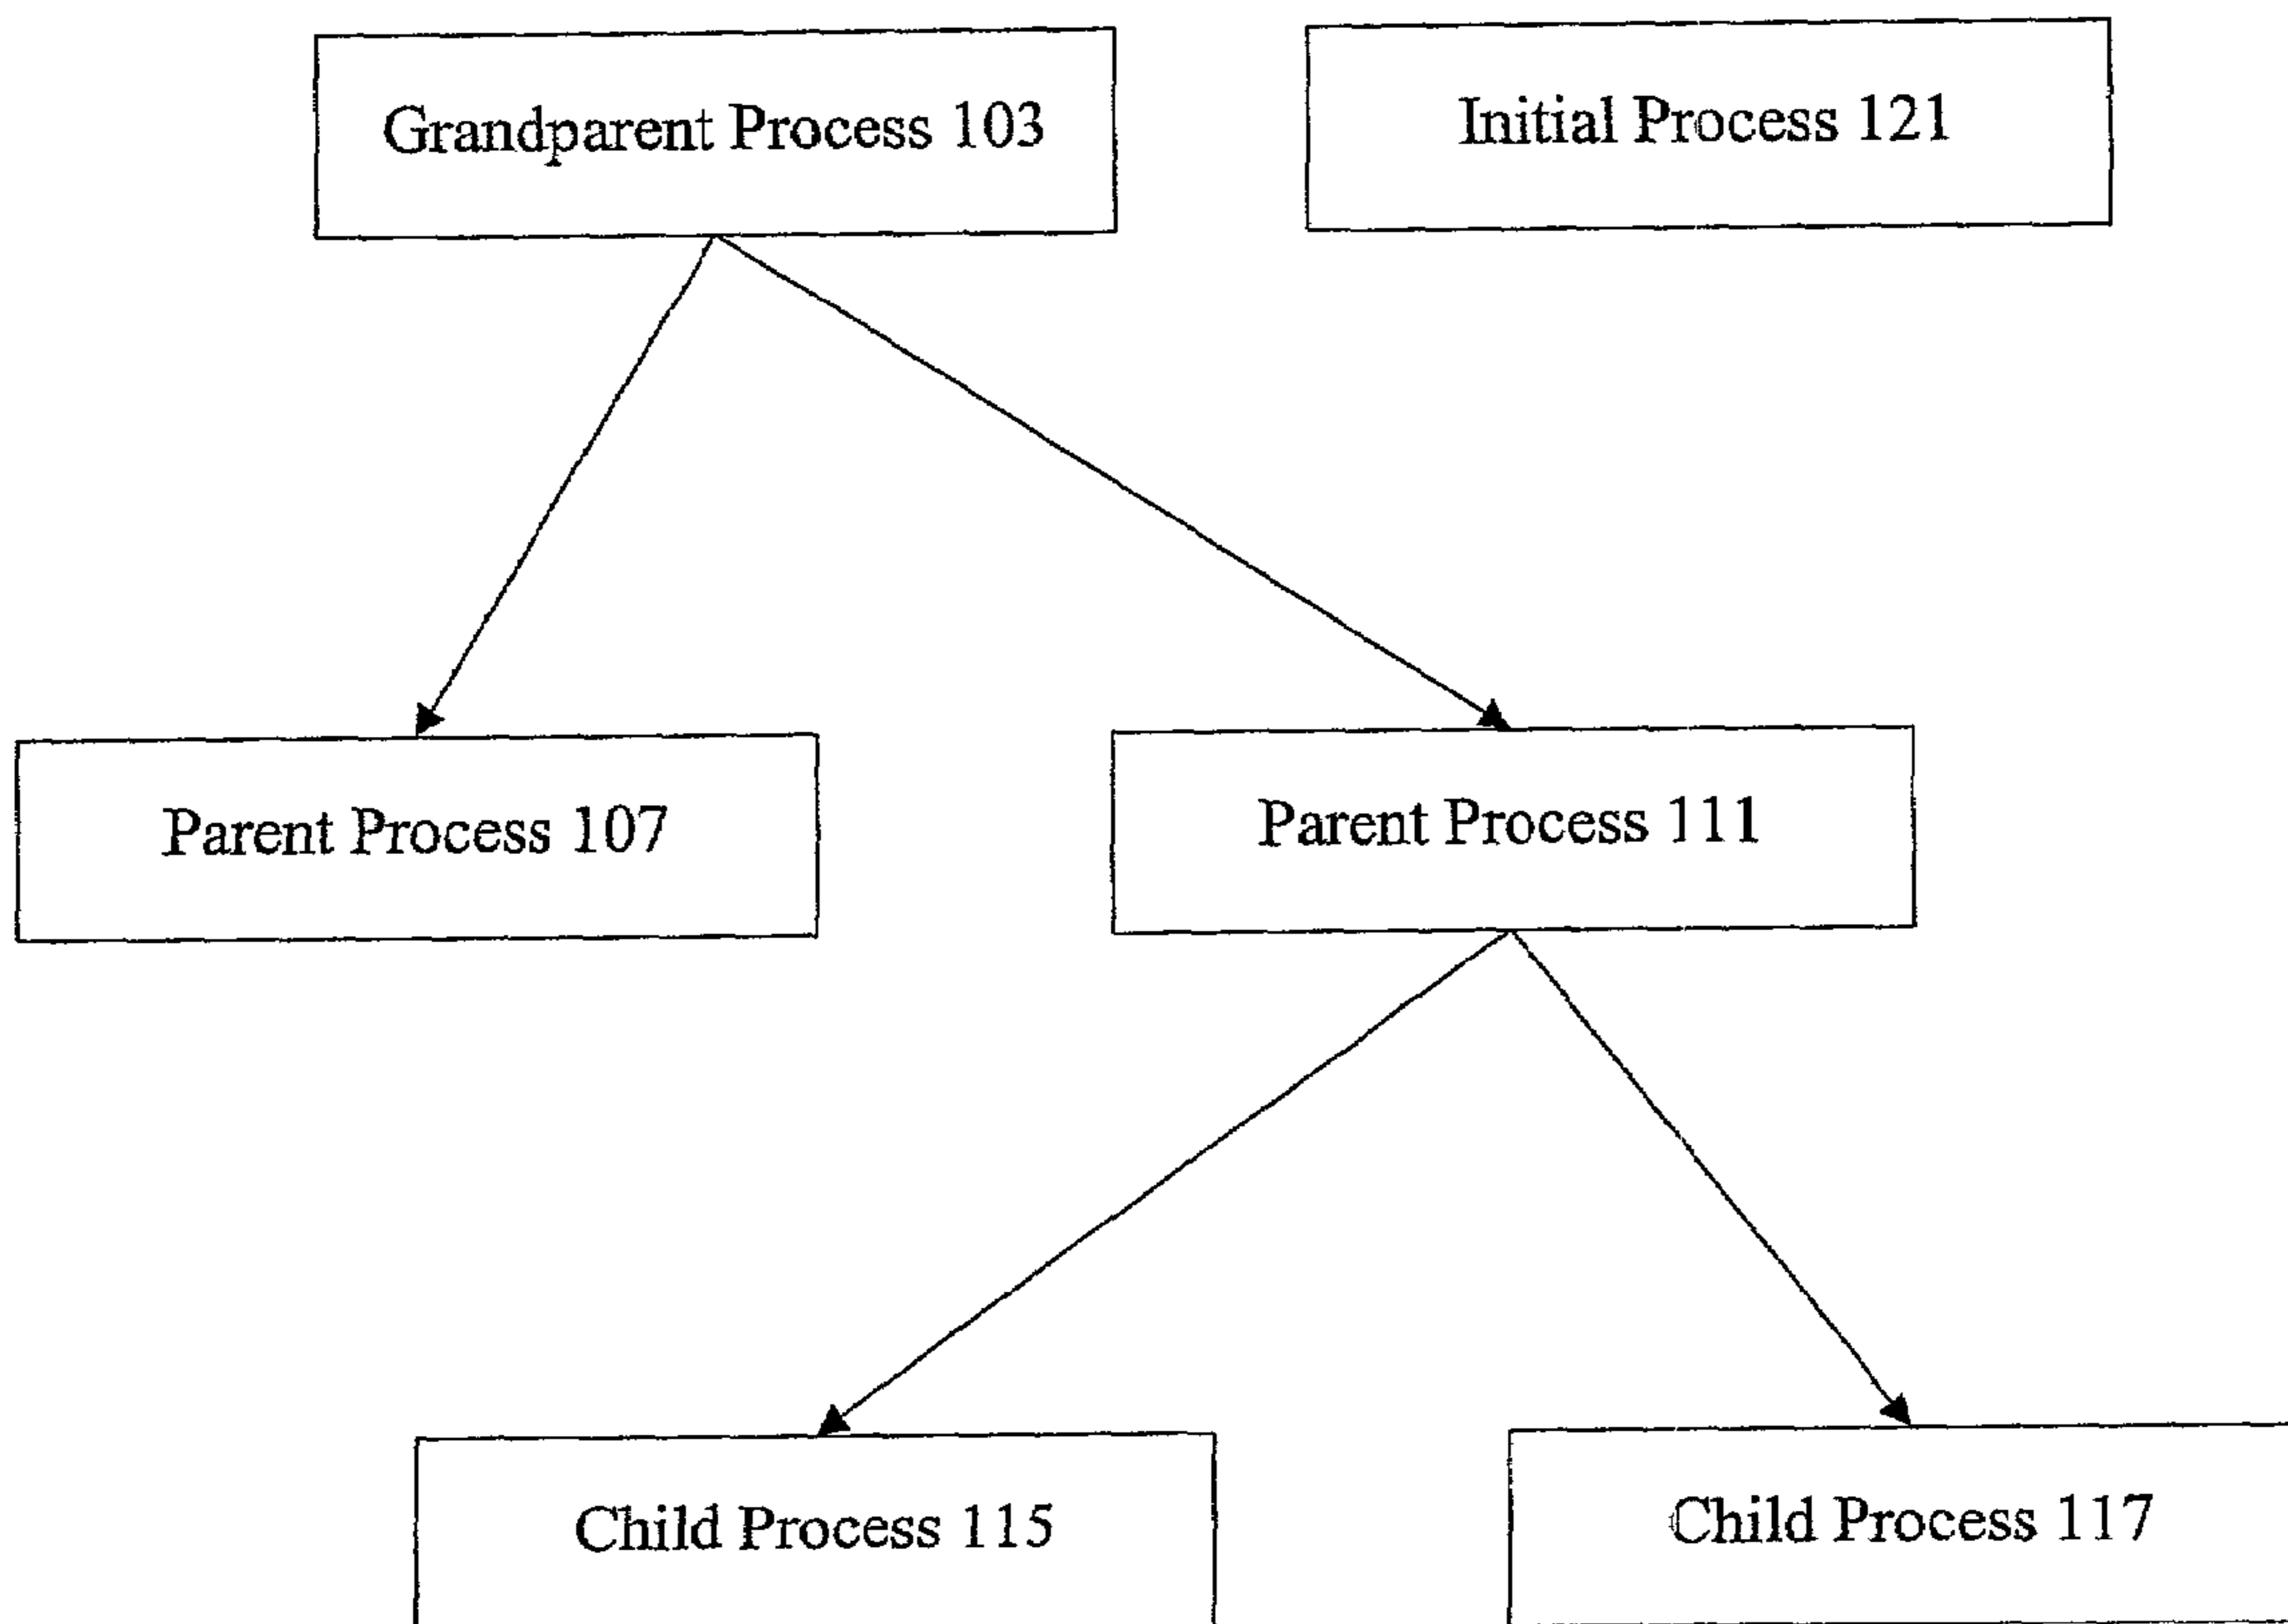 Grandparent Process 103
Initial Process 121
Parent Process 107
Parent Process 111
Child Process 115
Child Process 117